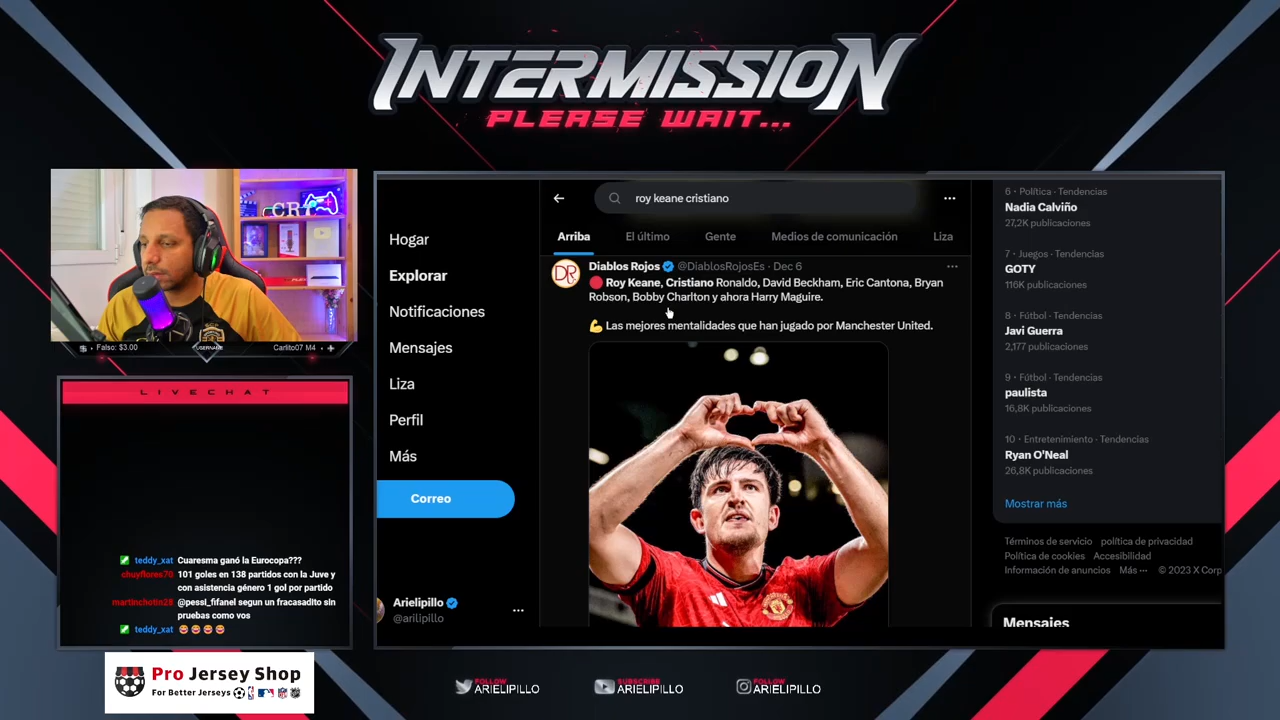 INTERMISSION
PLEASE WAIT...
CR7
Falso: $3.00
USERNAME
Carlito07 M4
LIVECHAT
teddy_xat Cuaresma ganó la Eurocopa???
chuyflores70 101 goles en 138 partidos con la Juve y
con asistencia género 1 gol por partido
martinchotin28 @pessi_fifanel segun un fracasadito sin
pruebas como vos
teddy_xat
Pro Jersey Shop
For Better Jerseys
Hogar
Explorar
Notificaciones
Mensajes
Liza
Perfil
Más
Correo
Arielipillo
@arilipillo
roy keane cristiano
Arriba
El último
Gente
Medios de comunicación
Liza
DR
Diablos Rojos @DiablosRojosEs · Dec 6
Roy Keane, Cristiano Ronaldo, David Beckham, Eric Cantona, Bryan
Robson, Bobby Charlton y ahora Harry Maguire.
Las mejores mentalidades que han jugado por Manchester United.
6 · Política · Tendencias
Nadia Calviño
27,2K publicaciones
7 · Juegos · Tendencias
GOTY
116K publicaciones
8 · Fútbol · Tendencias
Javi Guerra
2,177 publicaciones
9 · Fútbol · Tendencias
paulista
16,8K publicaciones
10 · Entretenimiento · Tendencias
Ryan O'Neal
26,8K publicaciones
Mostrar más
Términos de servicio política de privacidad
Política de cookies Accesibilidad
Información de anuncios Más ··· © 2023 X Corp
Mensajes
FOLLOW
ARIELIPILLO
SUBSCRIBE
ARIELIPILLO
FOLLOW
ARIELIPILLO